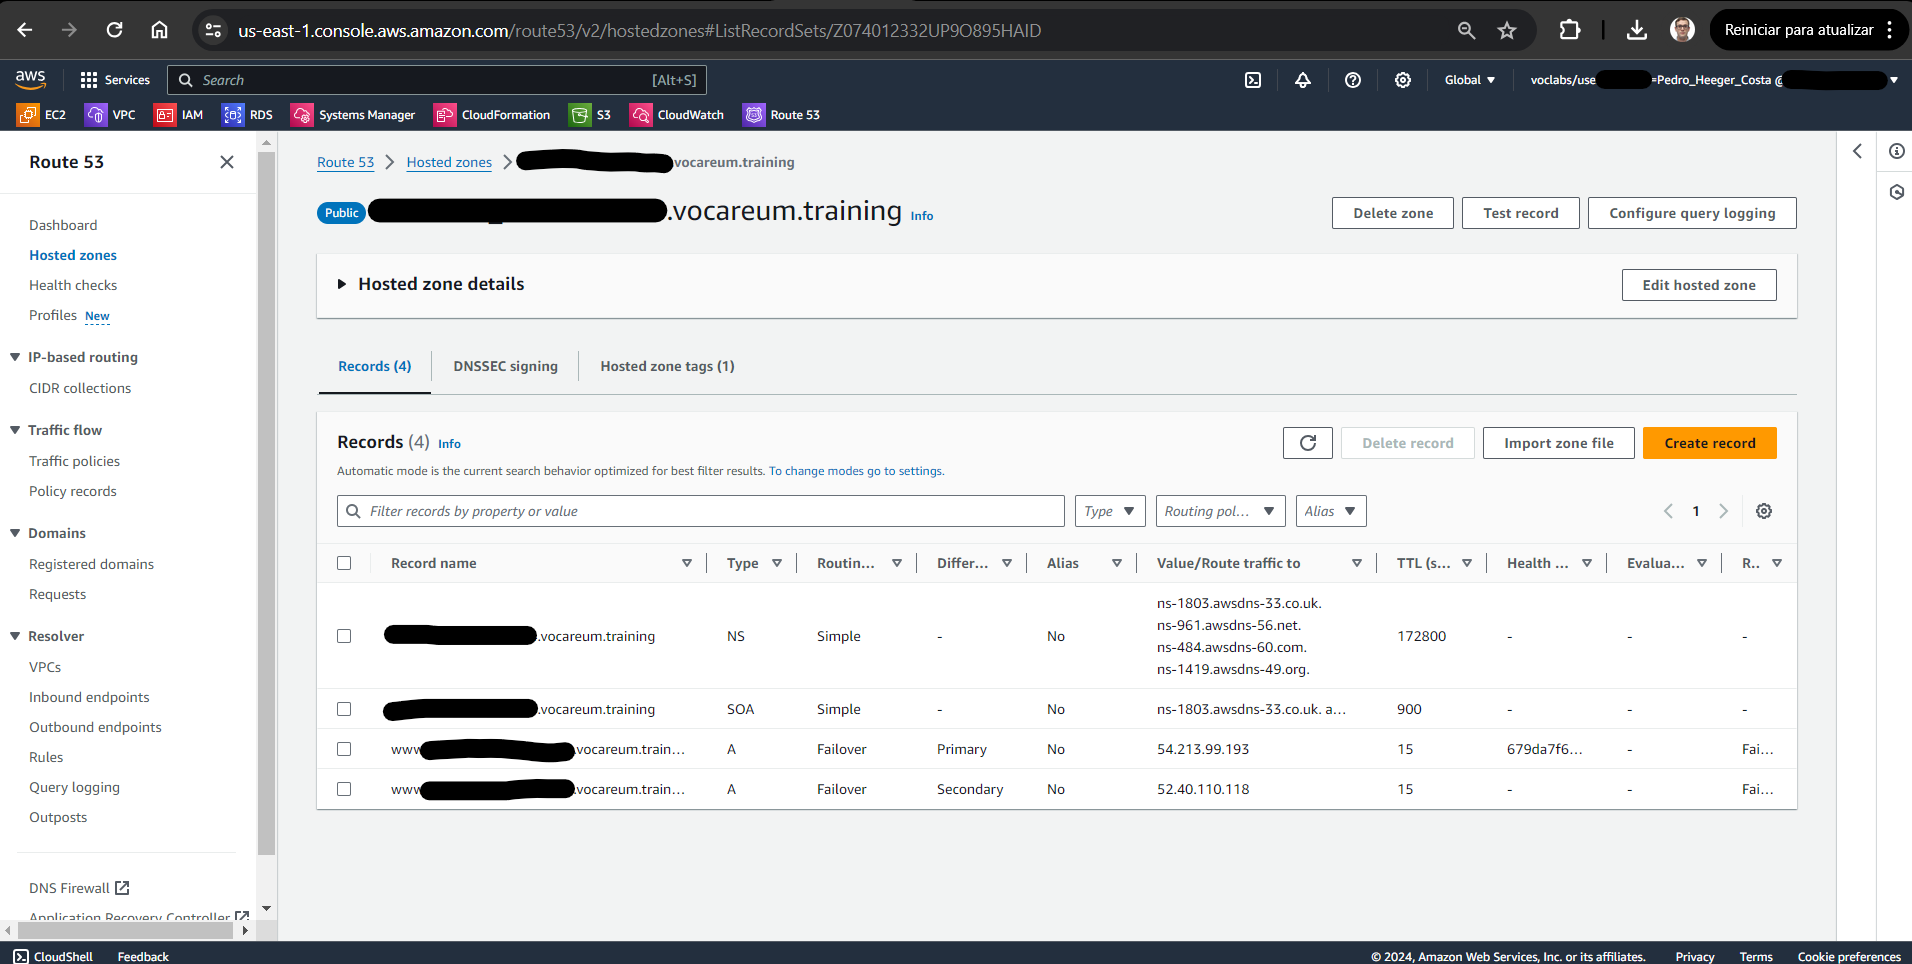 us-east-1.console.aws.amazon.com/route53/v2/hostedzones#ListRecordSets/Z074012332UP9O895HAID
Reiniciar para atualizar
aws
Services
Search
[Alt+S]
Global
voclabs/use
=Pedro_Heeger_Costa @
EC2
VPC
IAM
RDS
Systems Manager
CloudFormation
S3
CloudWatch
Route 53
Route 53
Dashboard
Hosted zones
Health checks
Profiles New
IP-based routing
CIDR collections
Traffic flow
Traffic policies
Policy records
Domains
Registered domains
Requests
Resolver
VPCs
Inbound endpoints
Outbound endpoints
Rules
Query logging
Outposts
DNS Firewall
Application Recovery Controller
Route 53
Hosted zones
vocareum.training
Public
.vocareum.training Info
Delete zone
Test record
Configure query logging
Hosted zone details
Edit hosted zone
Records (4)
DNSSEC signing
Hosted zone tags (1)
Records (4) Info
Automatic mode is the current search behavior optimized for best filter results. To change modes go to settings.
Delete record
Import zone file
Create record
Filter records by property or value
Type
Routing pol...
Alias
1
Record name Type Routin... Differ... Alias Value/Route traffic to TTL (s... Health ... Evalua... R..
.vocareum.training NS Simple - No ns-1803.awsdns-33.co.uk. 172800 - - -
ns-961.awsdns-56.net.
ns-484.awsdns-60.com.
ns-1419.awsdns-49.org.
.vocareum.training SOA Simple - No ns-1803.awsdns-33.co.uk. a... 900 - - -
www .vocareum.train... A Failover Primary No 54.213.99.193 15 679da7f6... - Fai...
www .vocareum.train... A Failover Secondary No 52.40.110.118 15 - - Fai...
CloudShell
Feedback
© 2024, Amazon Web Services, Inc. or its affiliates.
Privacy
Terms
Cookie preferences